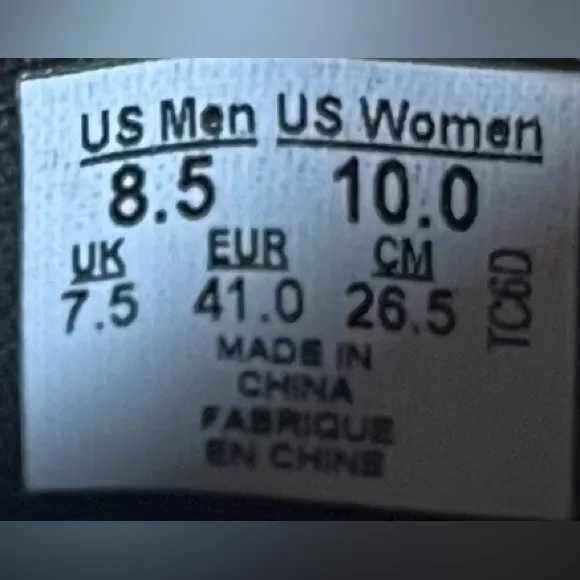 US Men US Women
8.5 10.0
UK EUR CM
7.5 41.0 26.5
TC6D
MADE IN
CHINA
FABRIQUE
EN CHINE